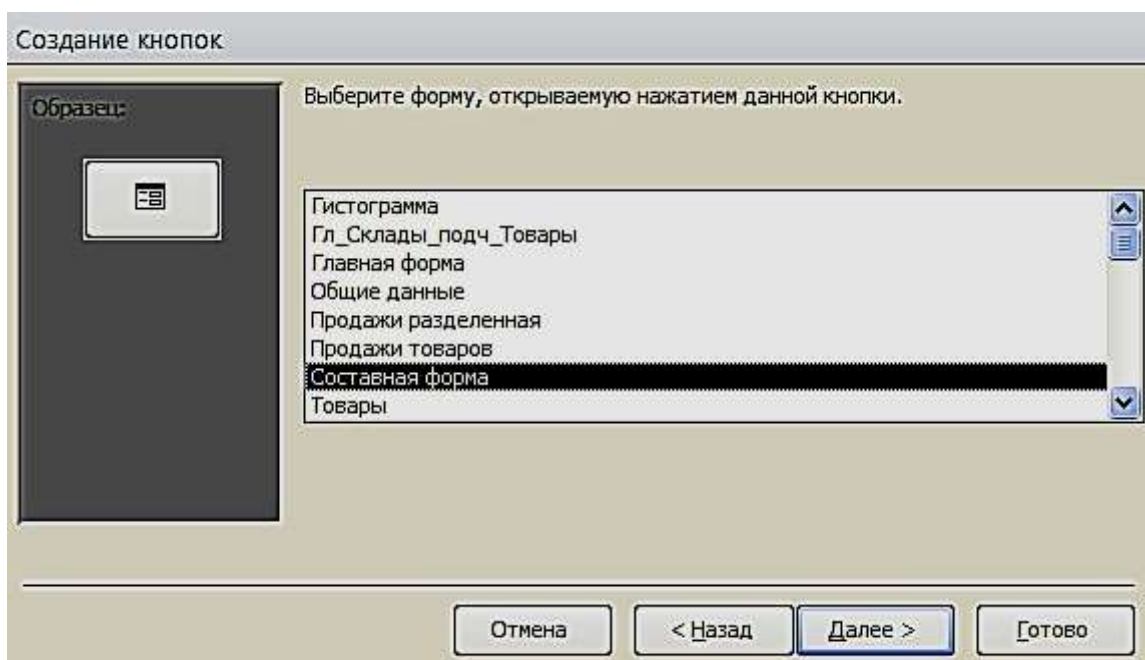 Создание кнопок
Образец:
Выберите форму, открываемую нажатием данной кнопки.
Гистограмма
Гл_Склады_подч_Товары
Главная форма
Общие данные
Продажи разделенная
Продажи товаров
Составная форма
Товары
Отмена
< Назад
Далее >
Готово